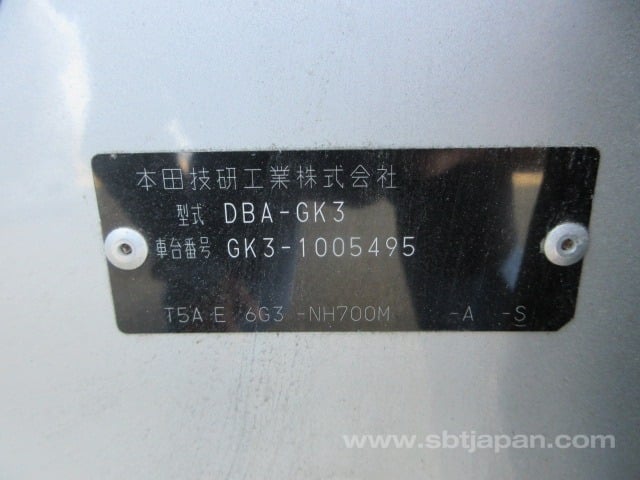 本田技研工業株式会社
型式 DBA-GK3
車台番号 GK3-1005495
T5A E 6G3 -NH700M -A -S
www.sbtjapan.com